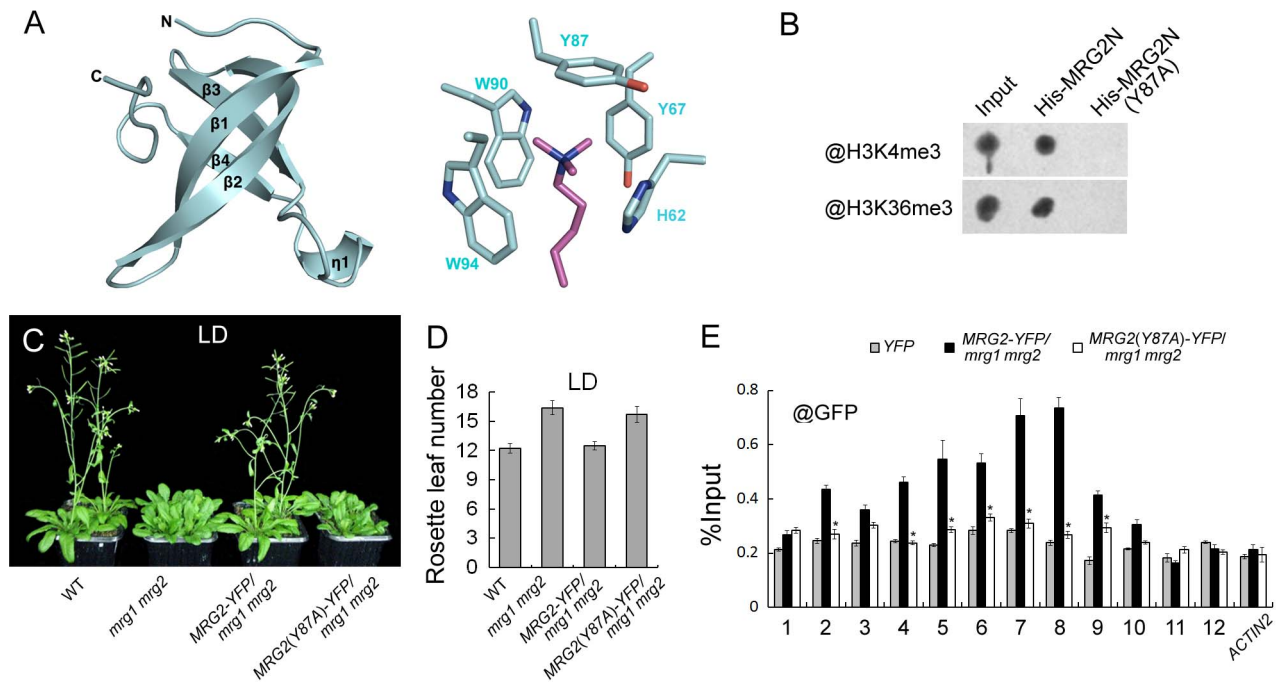 A
N
C
β3
β1
β4
β2
η1
Y87
W90
Y67
W94
H62
B
Input
His-MRG2N
His-MRG2N
(Y87A)
@H3K4me3
@H3K36me3
C
LD
WT
mrg1 mrg2
MRG2-YFP/
mrg1 mrg2
MRG2(Y87A)-YFP/
mrg1 mrg2
D
LD
Rosette leaf number
18
15
12
9
6
3
0
WT
mrg1 mrg2
MRG2-YFP/
mrg1 mrg2
MRG2(Y87A)-YFP/
mrg1 mrg2
E
YFP
MRG2-YFP/
mrg1 mrg2
MRG2(Y87A)-YFP/
mrg1 mrg2
@GFP
%Input
0.8
0.6
0.4
0.2
0
* * * * * * *
1 2 3 4 5 6 7 8 9 10 11 12 ACTIN2